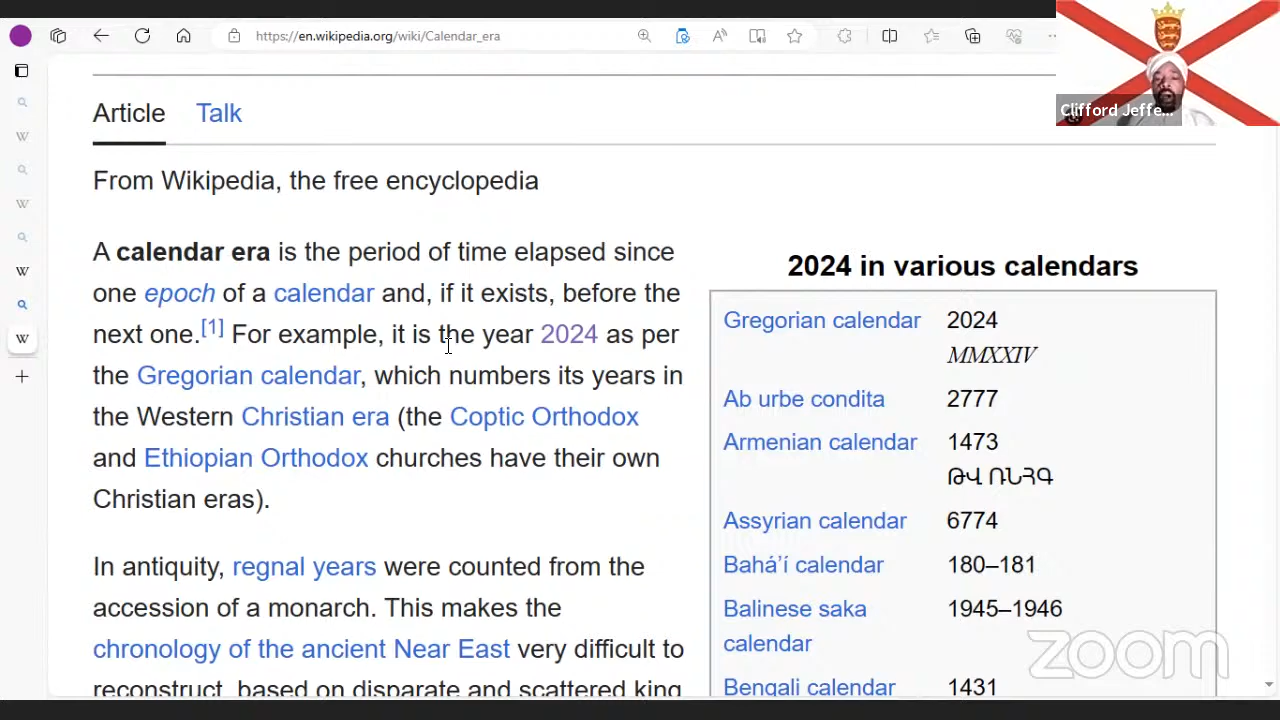 https://en.wikipedia.org/wiki/Calendar_era
Clifford Jeffe...
Article Talk
From Wikipedia, the free encyclopedia
A calendar era is the period of time elapsed since
one epoch of a calendar and, if it exists, before the
next one.[1] For example, it is the year 2024 as per
the Gregorian calendar, which numbers its years in
the Western Christian era (the Coptic Orthodox
and Ethiopian Orthodox churches have their own
Christian eras).
In antiquity, regnal years were counted from the
accession of a monarch. This makes the
chronology of the ancient Near East very difficult to
reconstruct, based on disparate and scattered king
2024 in various calendars
Gregorian calendar 2024
MMXXIV
Ab urbe condita 2777
Armenian calendar 1473
ԹՎ ՌՆՀԳ
Assyrian calendar 6774
Bahá’í calendar 180–181
Balinese saka 1945–1946
calendar
Bengali calendar 1431
zoom